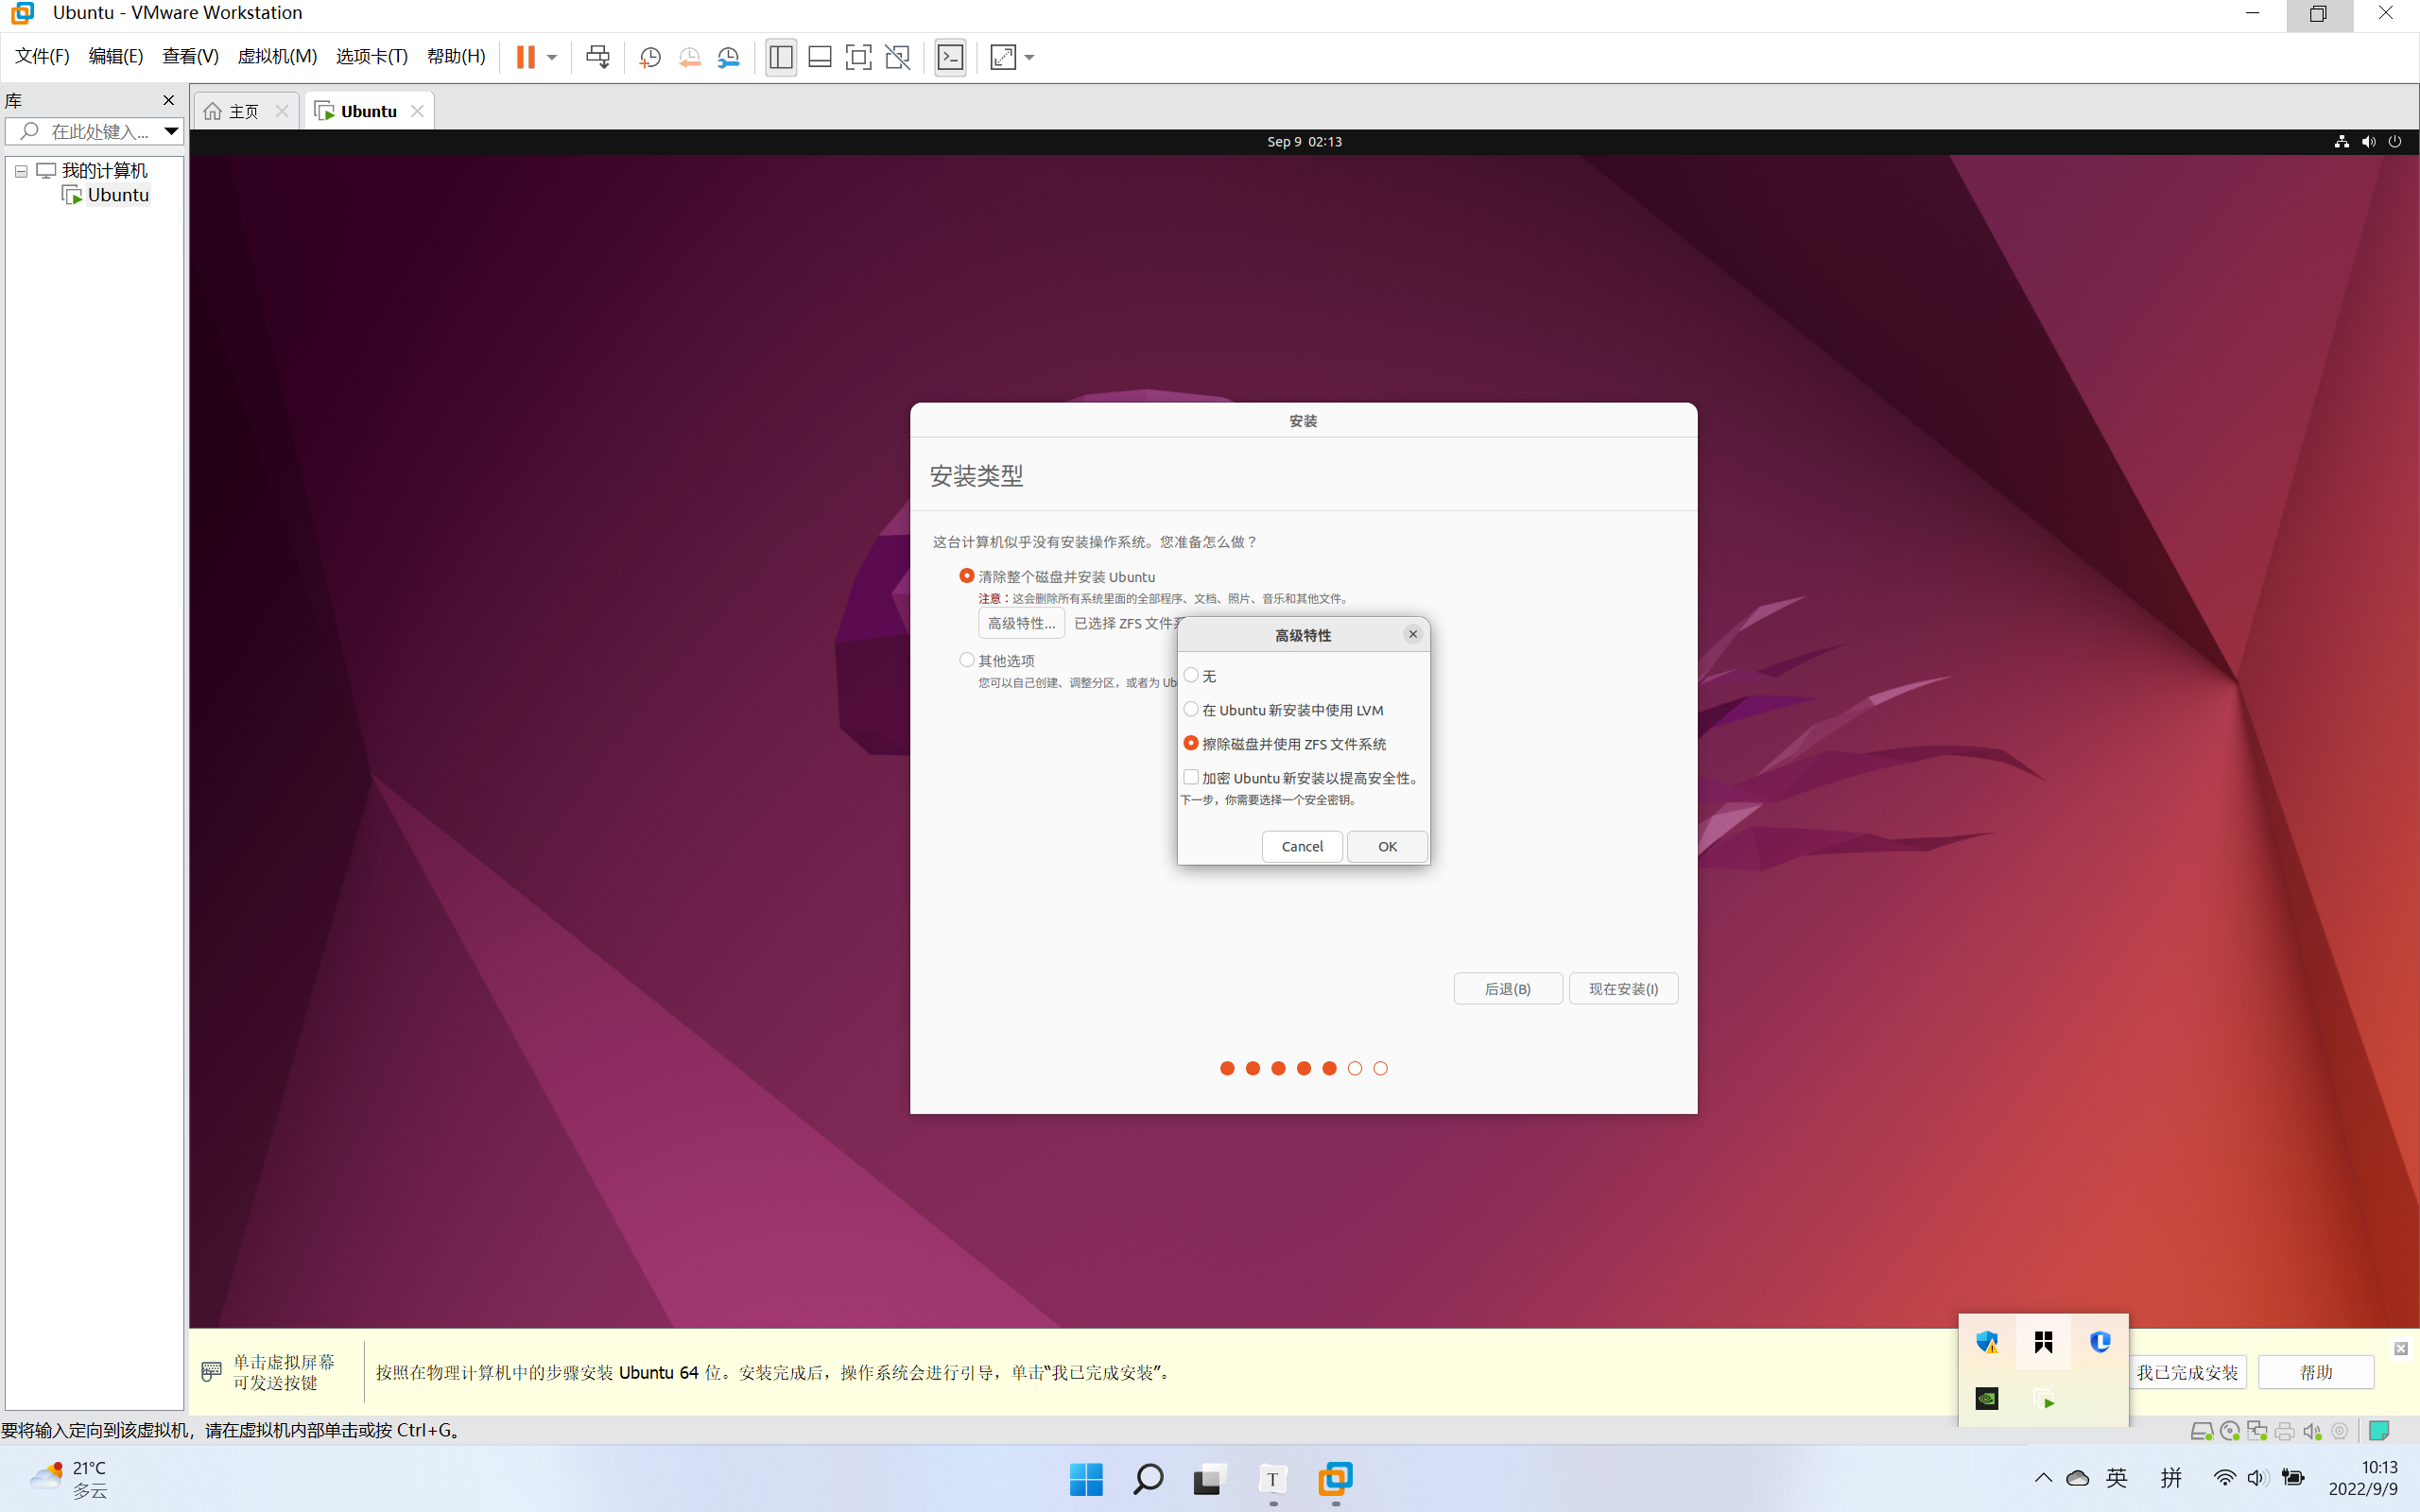 Ubuntu - VMware Workstation
文件(F) 编辑(E) 查看(V) 虚拟机(M) 选项卡(T) 帮助(H)
库
主页
Ubuntu
在此处键入...
我的计算机
Ubuntu
Sep 9 02:13
安装
安装类型
这台计算机似乎没有安装操作系统。您准备怎么做？
清除整个磁盘并安装 Ubuntu
注意：这会删除所有系统里面的全部程序、文档、照片、音乐和其他文件。
高级特性... 已选择 ZFS 文件系
其他选项
您可以自己创建、调整分区，或者为 Ub
高级特性
无
在 Ubuntu 新安装中使用 LVM
擦除磁盘并使用 ZFS 文件系统
加密 Ubuntu 新安装以提高安全性。
下一步，你需要选择一个安全密钥。
Cancel OK
后退(B) 现在安装(I)
单击虚拟屏幕
可发送按键
按照在物理计算机中的步骤安装 Ubuntu 64 位。安装完成后，操作系统会进行引导，单击“我已完成安装”。
我已完成安装 帮助
要将输入定向到该虚拟机，请在虚拟机内部单击或按 Ctrl+G。
21°C
多云
T
英 拼
10:13
2022/9/9